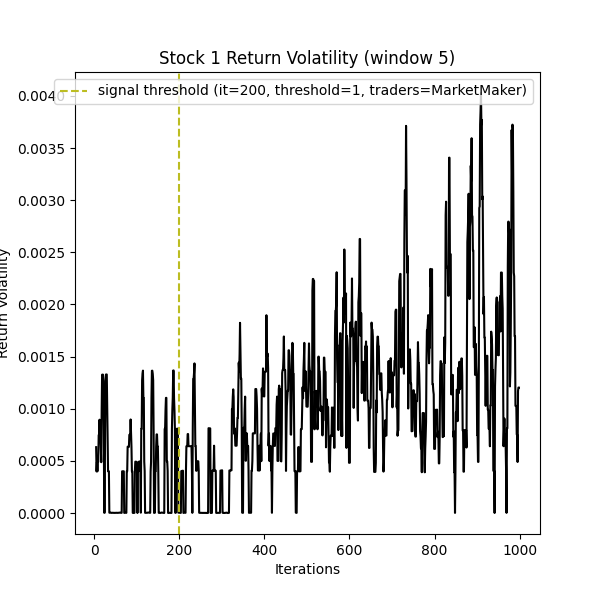 Stock 1 Return Volatility (window 5)
signal threshold (it=200, threshold=1, traders=MarketMaker)
0.0040
0.0035
0.0030
0.0025
0.0020
0.0015
0.0010
0.0005
0.0000
Return Volatility
0 200 400 600 800 1000
Iterations